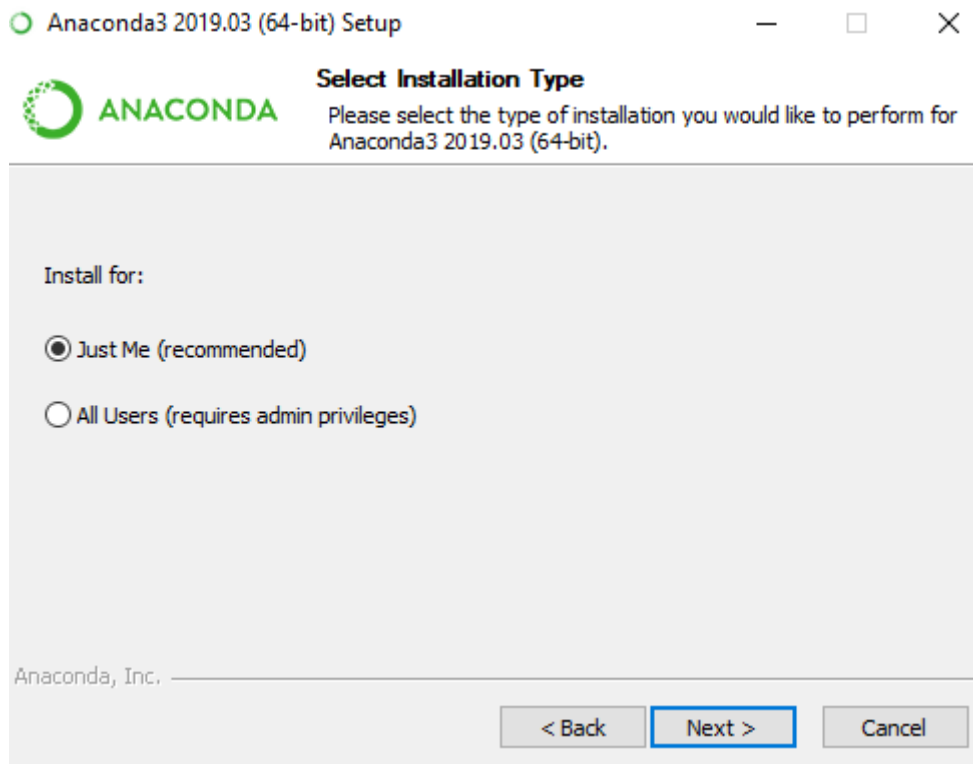 Anaconda3 2019.03 (64-bit) Setup
ANACONDA
Select Installation Type
Please select the type of installation you would like to perform for
Anaconda3 2019.03 (64-bit).
Install for:
Just Me (recommended)
All Users (requires admin privileges)
Anaconda, Inc.
< Back
Next >
Cancel